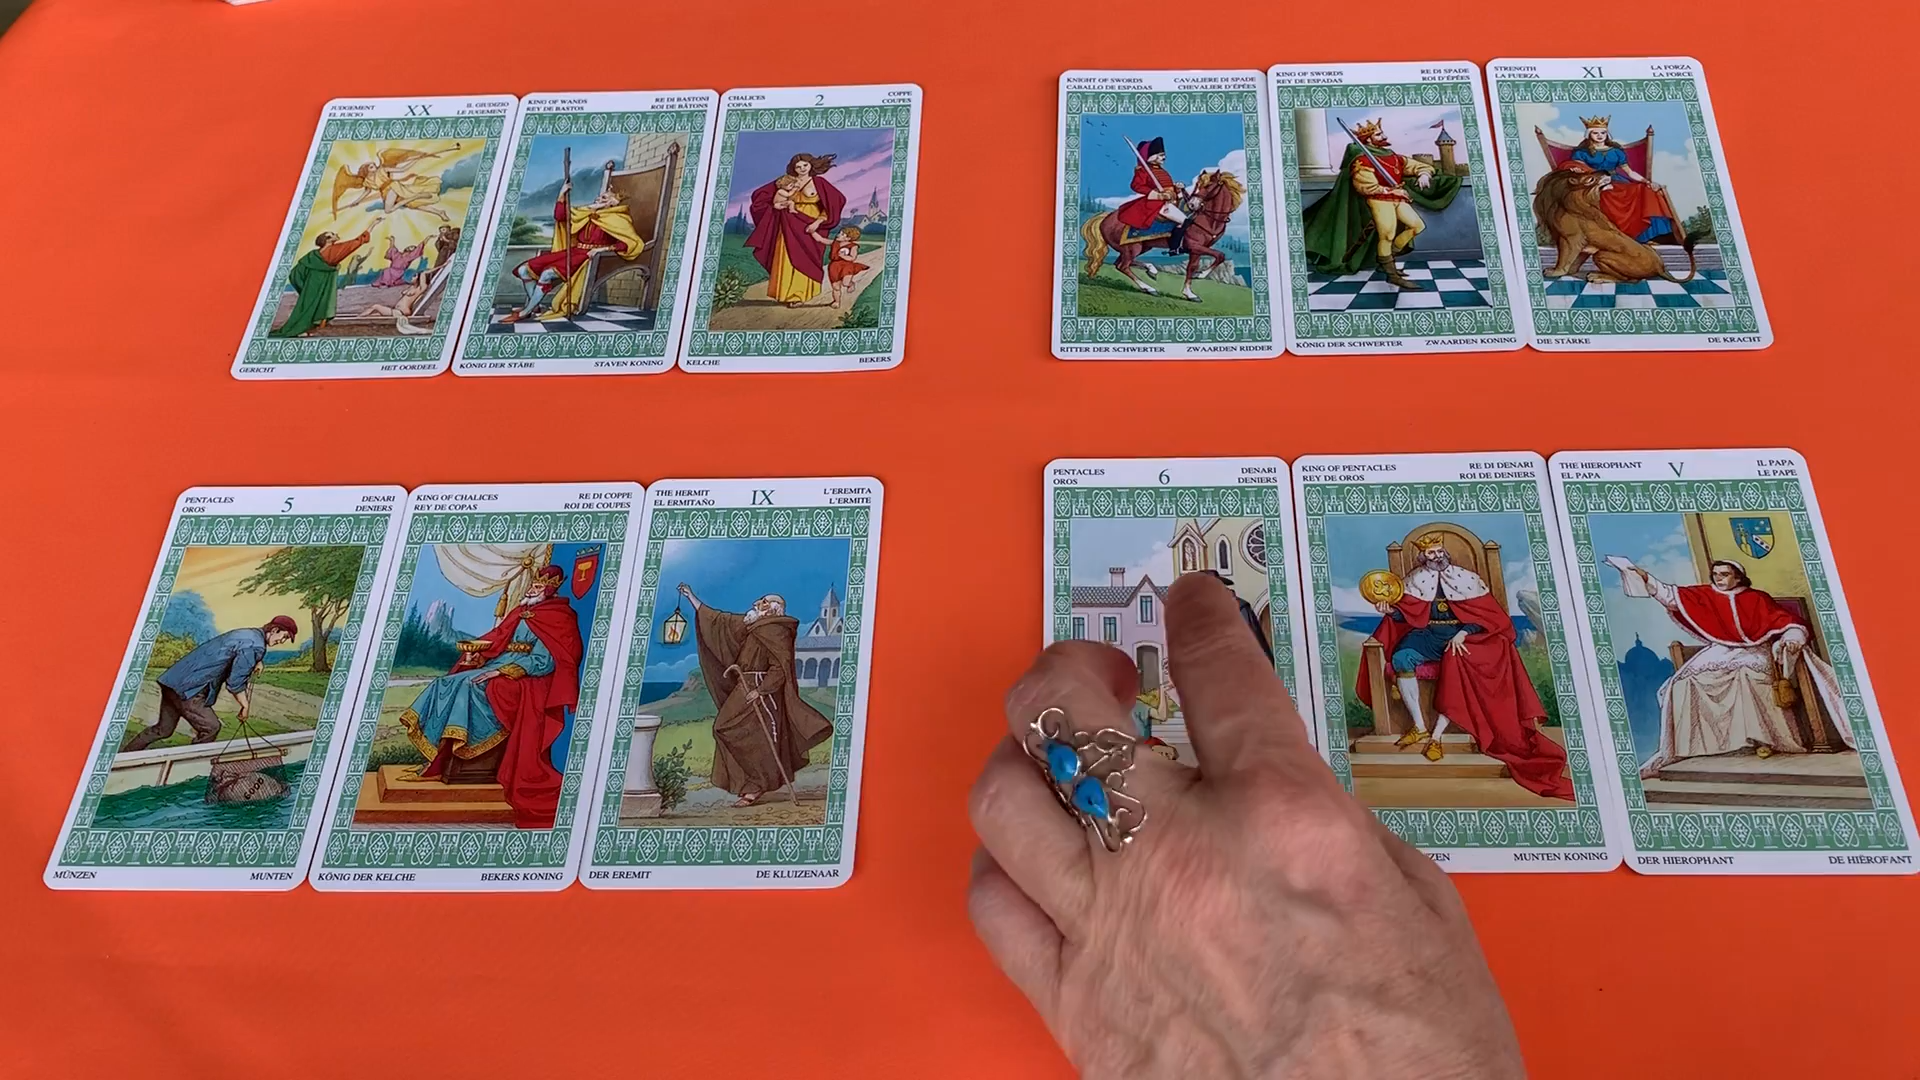 JUDGEMENT XX IL GIUDIZIO
EL JUICIO LE JUGEMENT
GERICHT HET OORDEEL
KING OF WANDS RE DI BASTONI
REY DE BASTOS ROI DE BÂTONS
KÖNIG DER STÄBE STAVEN KONING
CHALICES 2 COPPE
COPAS COUPES
KELCHE BEKERS
KNIGHT OF SWORDS CAVALIERE DI SPADE
CABALLO DE ESPADAS CHEVALIER D'ÉPÉES
RITTER DER SCHWERTER ZWAARDEN RIDDER
KING OF SWORDS RE DI SPADE
REY DE ESPADAS ROI D'ÉPÉES
KÖNIG DER SCHWERTER ZWAARDEN KONING
STRENGTH XI LA FORZA
LA FUERZA LA FORCE
DIE STÄRKE DE KRACHT
PENTACLES 5 DENARI
OROS DENIERS
MÜNZEN MUNTEN
KING OF CHALICES RE DI COPPE
REY DE COPAS ROI DE COUPES
KÖNIG DER KELCHE BEKERS KONING
THE HERMIT IX L'EREMITA
EL ERMITAÑO L'ERMITE
DER EREMIT DE KLUIZENAAR
PENTACLES 6 DENARI
OROS DENIERS
KING OF PENTACLES RE DI DENARI
REY DE OROS ROI DE DENIERS
MUNTEN KONING
THE HIEROPHANT V IL PAPA
EL PAPA LE PAPE
DER HIEROPHANT DE HIËROFANT